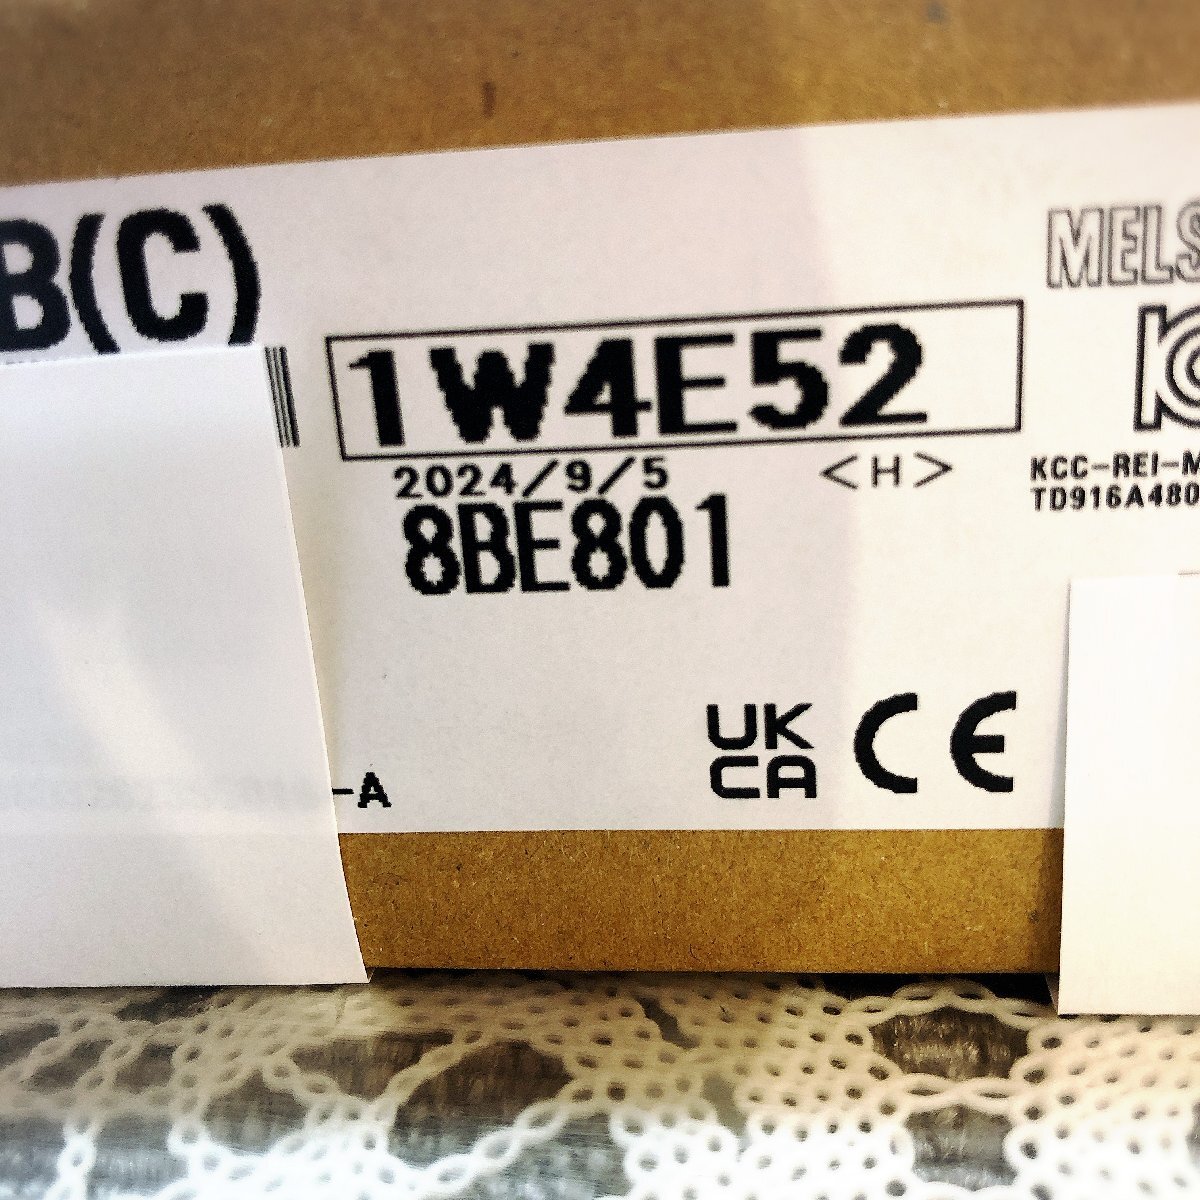 B(C)
MELS
1W4E52
2024/9/5 <H>
8BE801
KCC-REI-M
TD916A480
-A
UK
CA CE